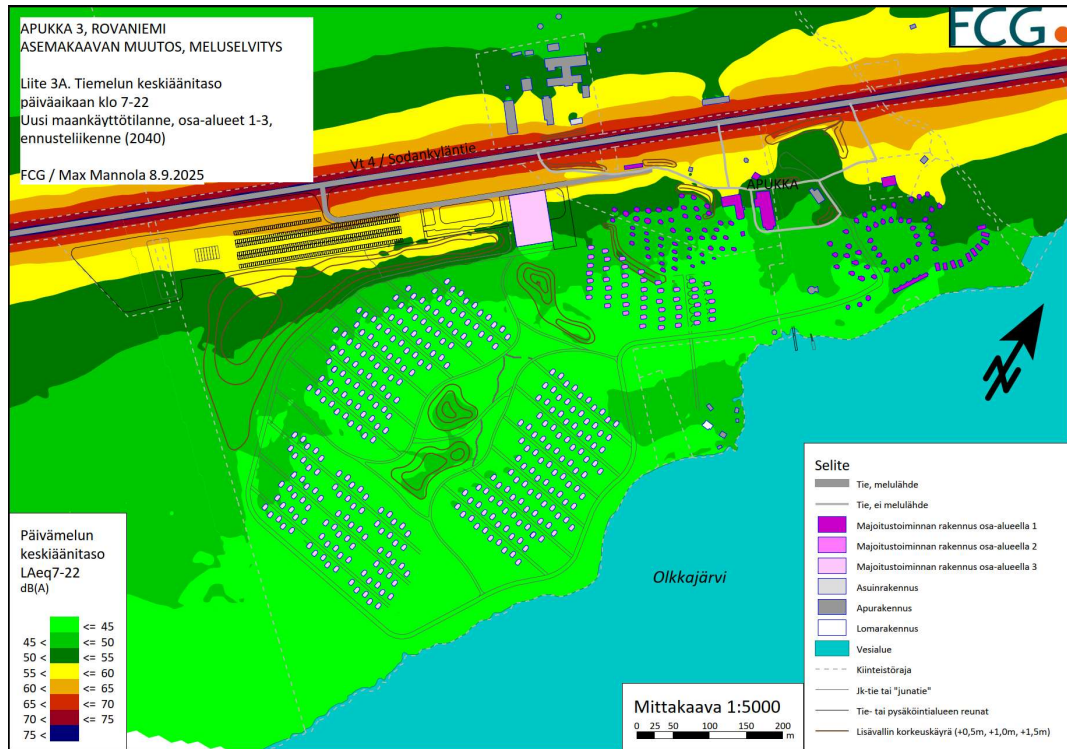 APUKKA 3, ROVANIEMI
ASEMAKAAVAN MUUTOS, MELUSELVITYS
Liite 3A. Tiemelun keskiäänitaso
päiväaikaan klo 7-22
Uusi maankäyttötilanne, osa-alueet 1-3,
ennusteliikenne (2040)
FCG / Max Mannola 8.9.2025
FCG
Vt 4 / Sodankyläntie
APUKKA
Olkkajärvi
Päivämelun
keskiäänitaso
LAeq7-22
dB(A)
<= 45
45 < <= 50
50 < <= 55
55 < <= 60
60 < <= 65
65 < <= 70
70 < <= 75
75 <
Mittakaava 1:5000
0 25 50 100 150 200
m
Selite
Tie, melulähde
Tie, ei melulähde
Majoitustoiminnan rakennus osa-alueella 1
Majoitustoiminnan rakennus osa-alueella 2
Majoitustoiminnan rakennus osa-alueella 3
Asuinrakennus
Apurakennus
Lomarakennus
Vesialue
Kiinteistöraja
Jk-tie tai "junatie"
Tie- tai pysäköintialueen reunat
Lisävallin korkeuskäyrä (+0,5m, +1,0m, +1,5m)